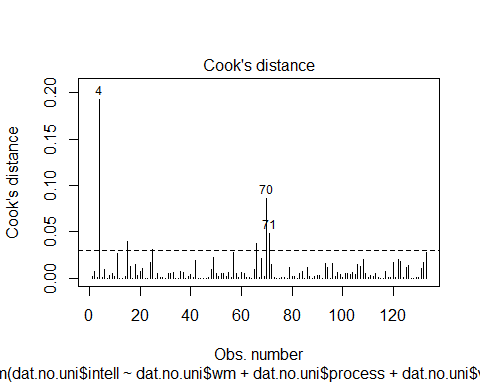 Cook's distance
0.20
0.15
0.10
0.05
0.00
Cook's distance
4
70
71
0 20 40 60 80 100 120
Obs. number
m(dat.no.uni$intell ~ dat.no.uni$wm + dat.no.uni$process + dat.no.uni$v